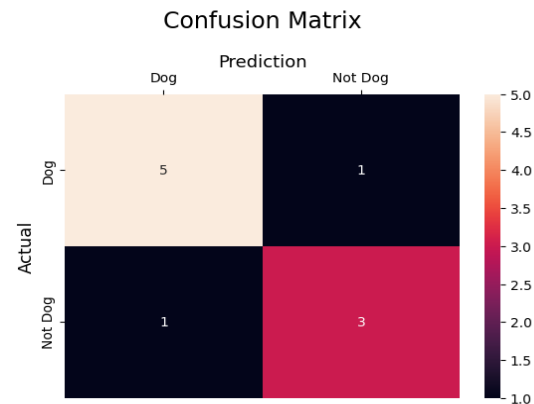 Confusion Matrix
Prediction
Dog Not Dog
Actual
Dog
5 1
Not Dog
1 3
5.0
4.5
4.0
3.5
3.0
2.5
2.0
1.5
1.0